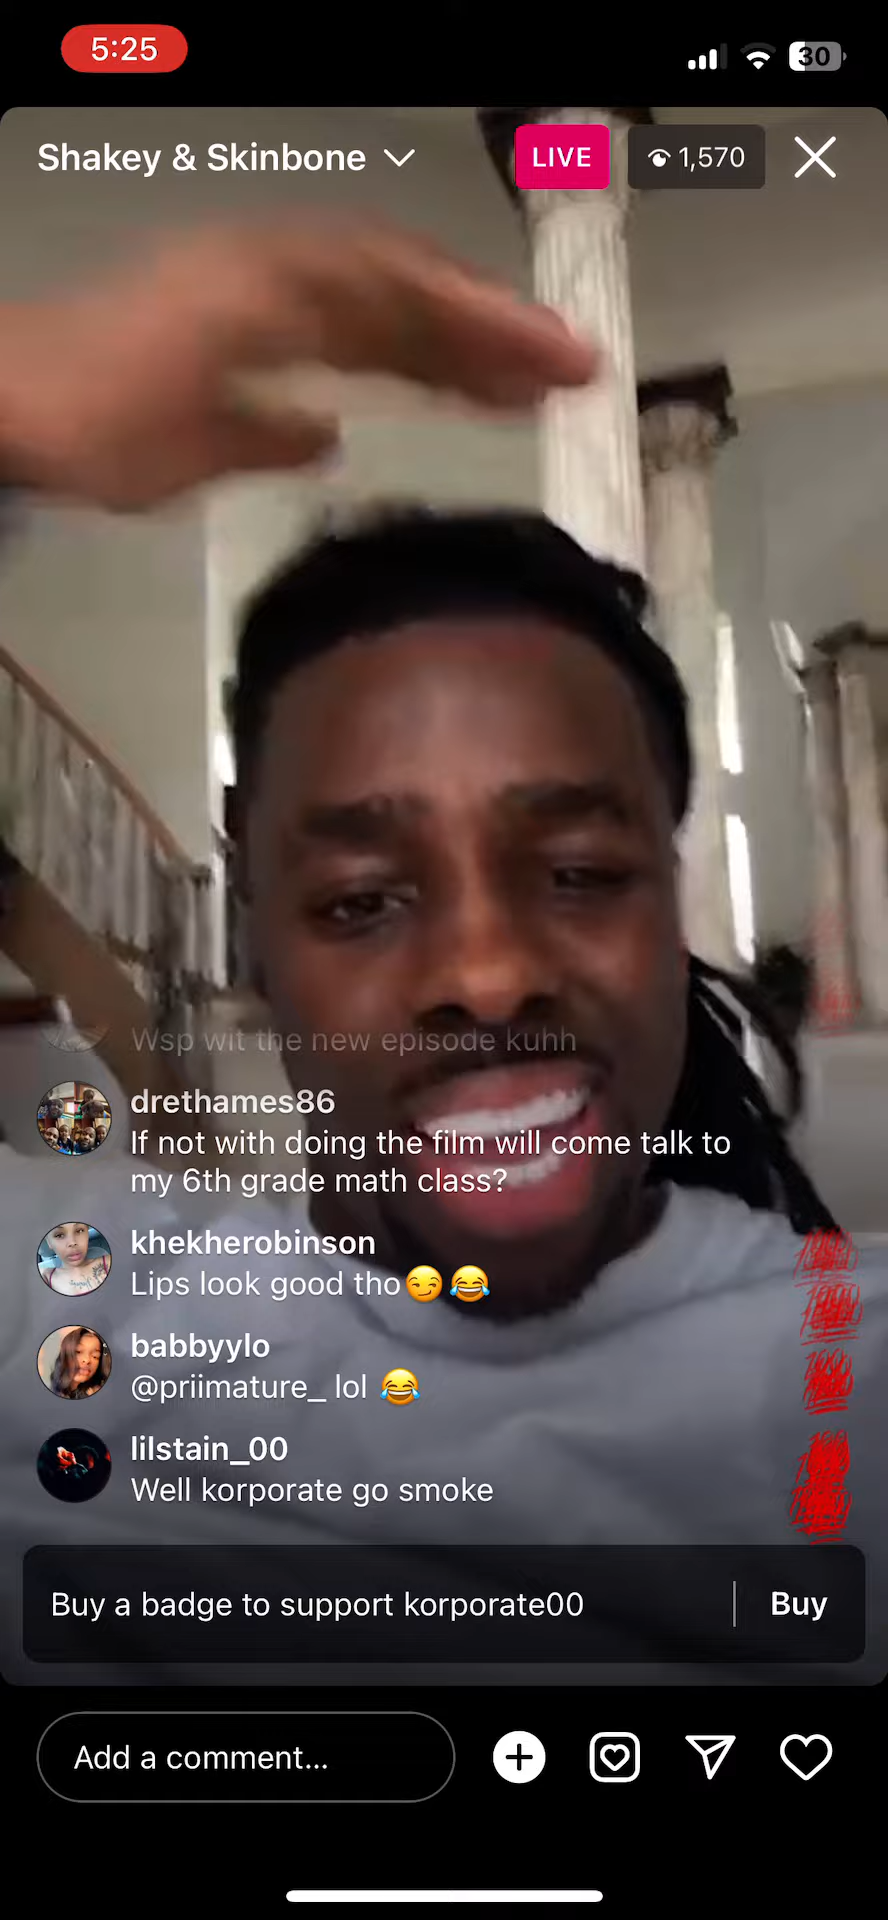 5:25
30
Shakey & Skinbone
LIVE
1,570
Wsp wit the new episode kuhh
drethames86
If not with doing the film will come talk to
my 6th grade math class?
khekherobinson
Lips look good tho😏😂
babbyylo
@priimature_ lol 😂
lilstain_00
Well korporate go smoke
Buy a badge to support korporate00
Buy
Add a comment...